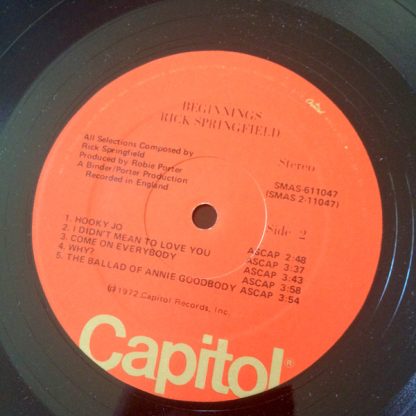 Capitol
BEGINNINGS
RICK SPRINGFIELD
All Selections Composed by
Rick Springfield
Produced by Robie Porter
A Binder/Porter Production
Recorded in England
Stereo
SMAS-611047
(SMAS 2-11047)
Side 2
1. HOOKY JO ASCAP 2:48
2. I DIDN'T MEAN TO LOVE YOU ASCAP 3:37
3. COME ON EVERYBODY ASCAP 3:43
4. WHY? ASCAP 3:58
5. THE BALLAD OF ANNIE GOODBODY ASCAP 3:54
℗ 1972 Capitol Records, Inc.
Capitol®